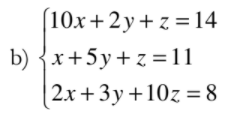 10x + 2y + z = 14
b) x + 5y + z = 11
2x + 3y + 10z = 8